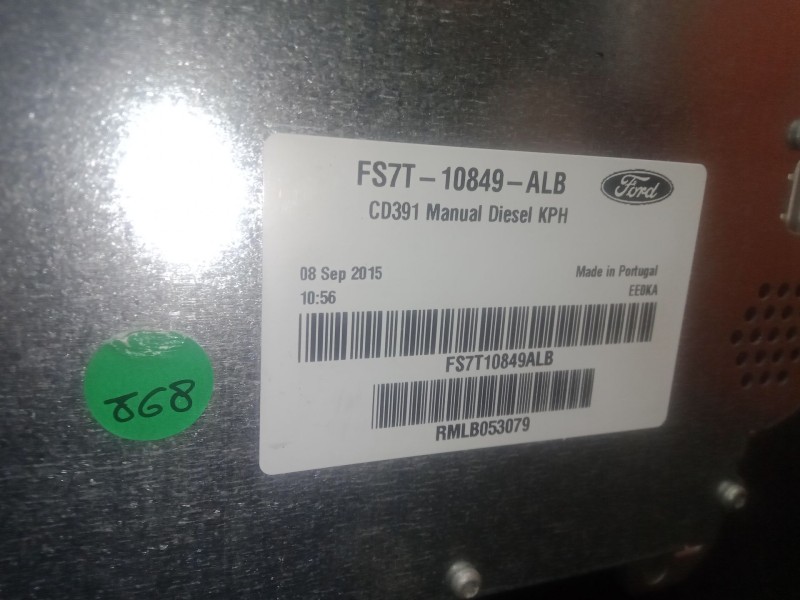 FS7T-10849-ALB
Ford
CD391 Manual Diesel KPH
08 Sep 2015
Made in Portugal
10:56
EEBKA
FS7T10849ALB
RMLB053079
868